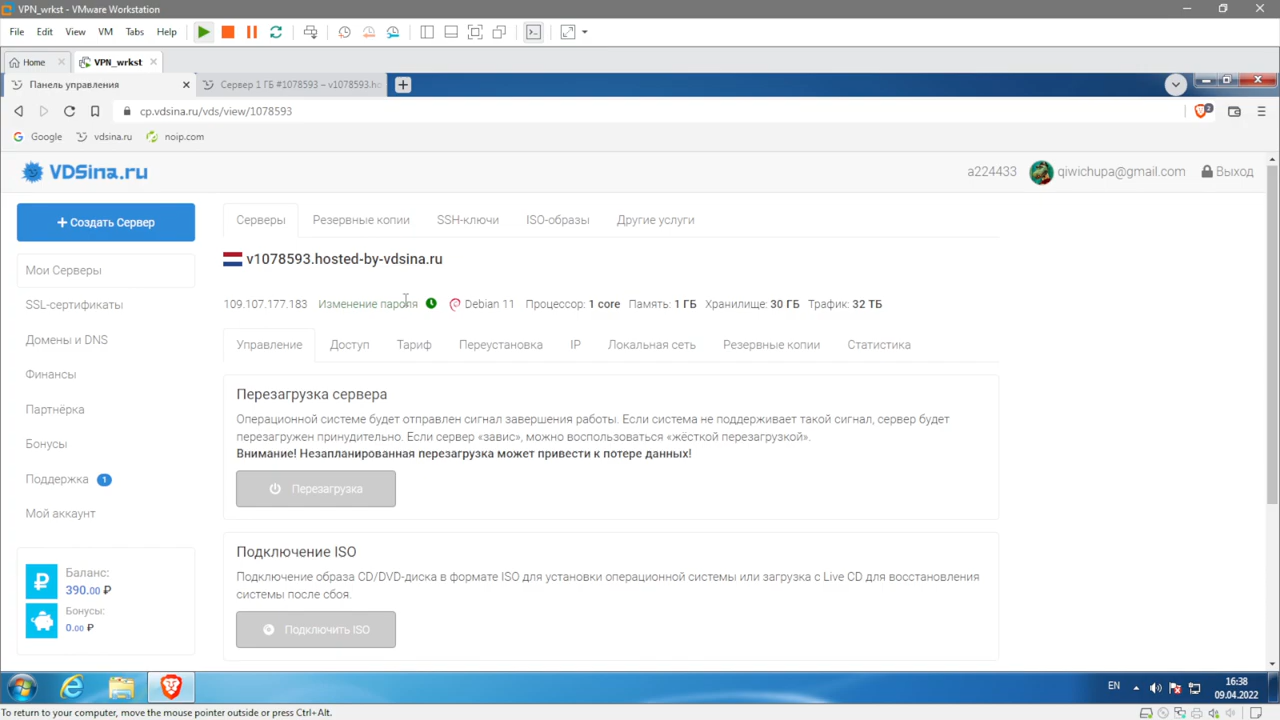 VPN_wrkst - VMware Workstation
File Edit View VM Tabs Help
Home VPN_wrkst
Панель управления Сервер 1 ГБ #1078593 – v1078593.ho
cp.vdsina.ru/vds/view/1078593 2
Google vdsina.ru noip.com
VDSina.ru a224433 qiwichupa@gmail.com Выход
+ Создать Сервер
Серверы Резервные копии SSH-ключи ISO-образы Другие услуги
Мои Серверы
SSL-сертификаты
Домены и DNS
Финансы
Партнёрка
Бонусы
Поддержка 1
Мой аккаунт
Баланс:
390.00 ₽
Бонусы:
0.00 ₽
v1078593.hosted-by-vdsina.ru
109.107.177.183 Изменение пароля Debian 11 Процессор: 1 core Память: 1 ГБ Хранилище: 30 ГБ Трафик: 32 ТБ
Управление Доступ Тариф Переустановка IP Локальная сеть Резервные копии Статистика
Перезагрузка сервера
Операционной системе будет отправлен сигнал завершения работы. Если система не поддерживает такой сигнал, сервер будет
перезагружен принудительно. Если сервер «завис», можно воспользоваться «жёсткой перезагрузкой».
Внимание! Незапланированная перезагрузка может привести к потере данных!
Перезагрузка
Подключение ISO
Подключение образа CD/DVD-диска в формате ISO для установки операционной системы или загрузка с Live CD для восстановления
системы после сбоя.
Подключить ISO
EN 16:38
09.04.2022
To return to your computer, move the mouse pointer outside or press Ctrl+Alt.